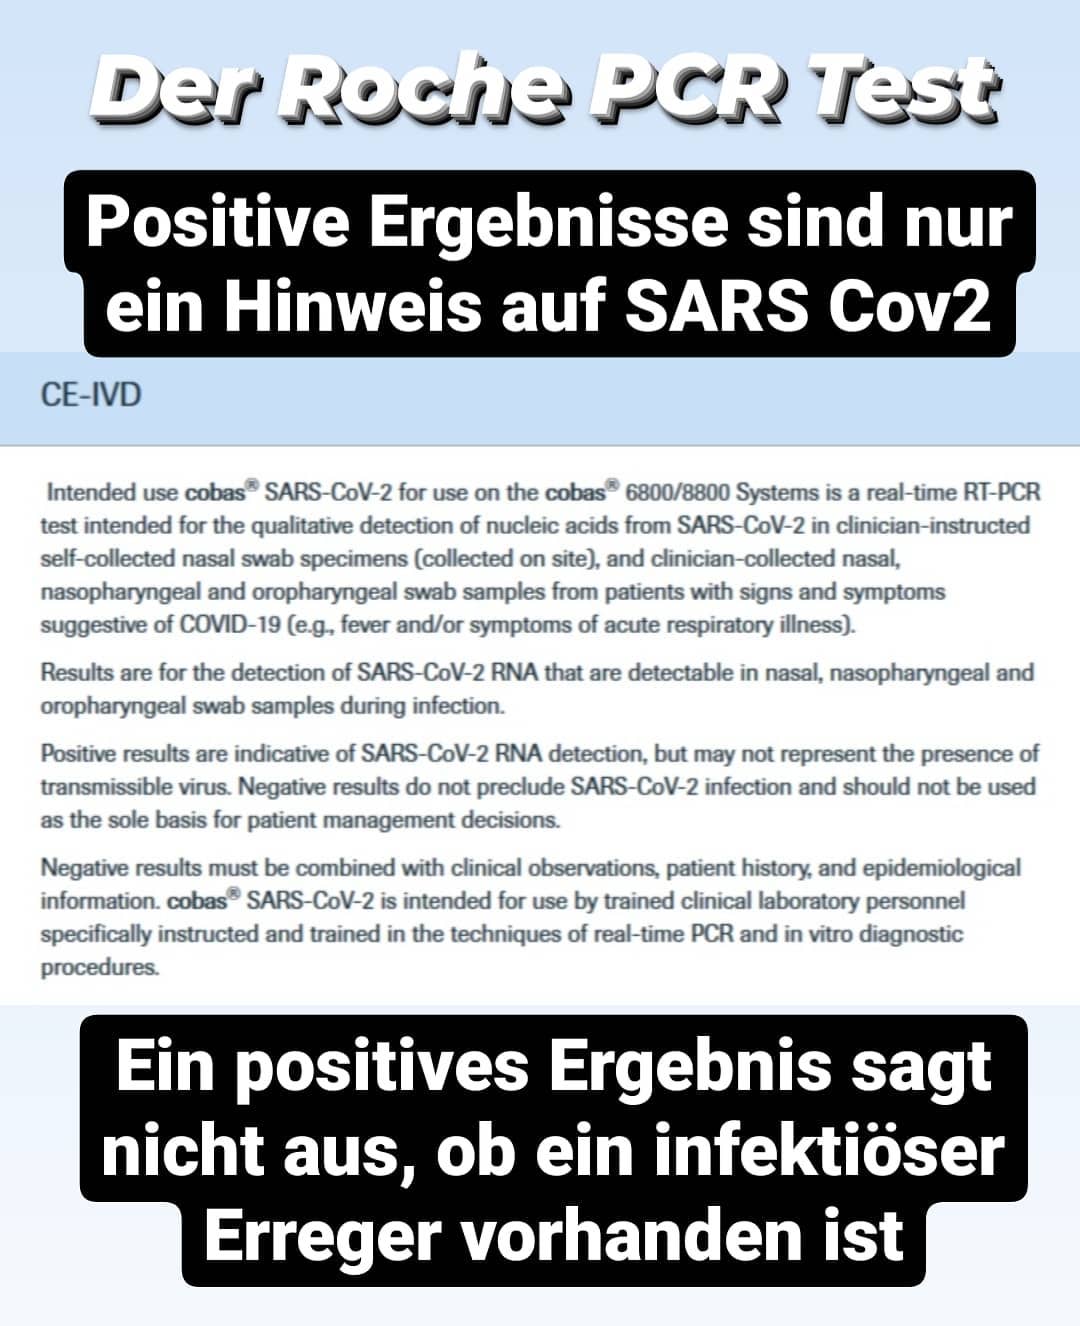 Der Roche PCR Test
Positive Ergebnisse sind nur
ein Hinweis auf SARS Cov2
CE-IVD
Intended use cobas® SARS-CoV-2 for use on the cobas® 6800/8800 Systems is a real-time RT-PCR
test intended for the qualitative detection of nucleic acids from SARS-CoV-2 in clinician-instructed
self-collected nasal swab specimens (collected on site), and clinician-collected nasal,
nasopharyngeal and oropharyngeal swab samples from patients with signs and symptoms
suggestive of COVID-19 (e.g., fever and/or symptoms of acute respiratory illness).
Results are for the detection of SARS-CoV-2 RNA that are detectable in nasal, nasopharyngeal and
oropharyngeal swab samples during infection.
Positive results are indicative of SARS-CoV-2 RNA detection, but may not represent the presence of
transmissible virus. Negative results do not preclude SARS-CoV-2 infection and should not be used
as the sole basis for patient management decisions.
Negative results must be combined with clinical observations, patient history, and epidemiological
information. cobas® SARS-CoV-2 is intended for use by trained clinical laboratory personnel
specifically instructed and trained in the techniques of real-time PCR and in vitro diagnostic
procedures.
Ein positives Ergebnis sagt
nicht aus, ob ein infektiöser
Erreger vorhanden ist